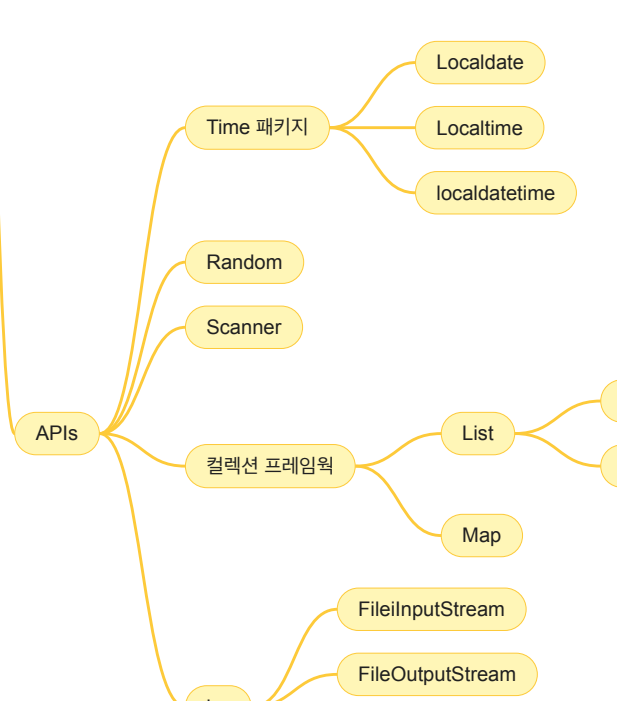 Localdate
Time 패키지
Localtime
localdatetime
Random
Scanner
APIs
List
컬렉션 프레임웍
Map
FileiInputStream
FileOutputStream